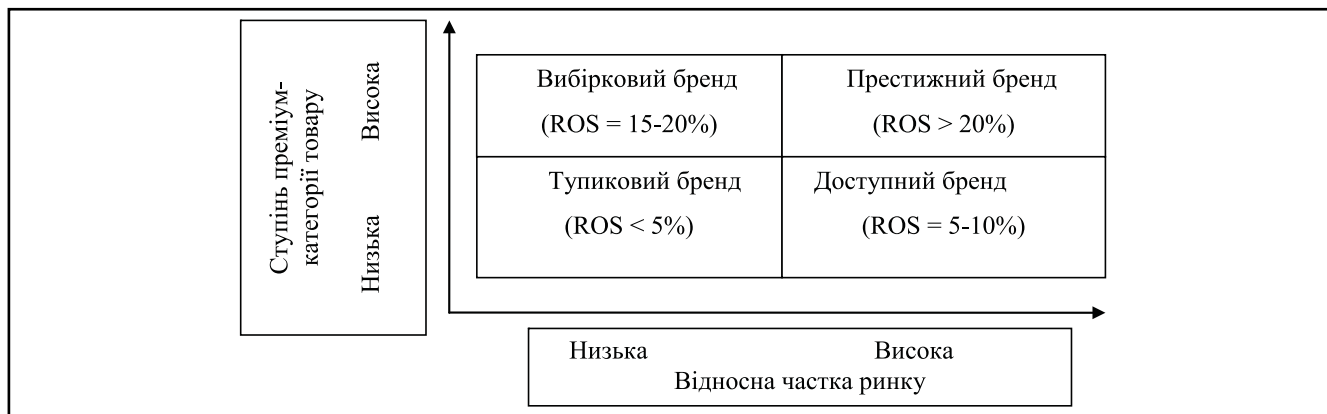 Ступінь преміум-
категорії товару
Низька
Висока
Вибірковий бренд
(ROS = 15-20%)
Престижний бренд
(ROS > 20%)
Тупиковий бренд
(ROS < 5%)
Доступний бренд
(ROS = 5-10%)
Низька
Висока
Відносна частка ринку